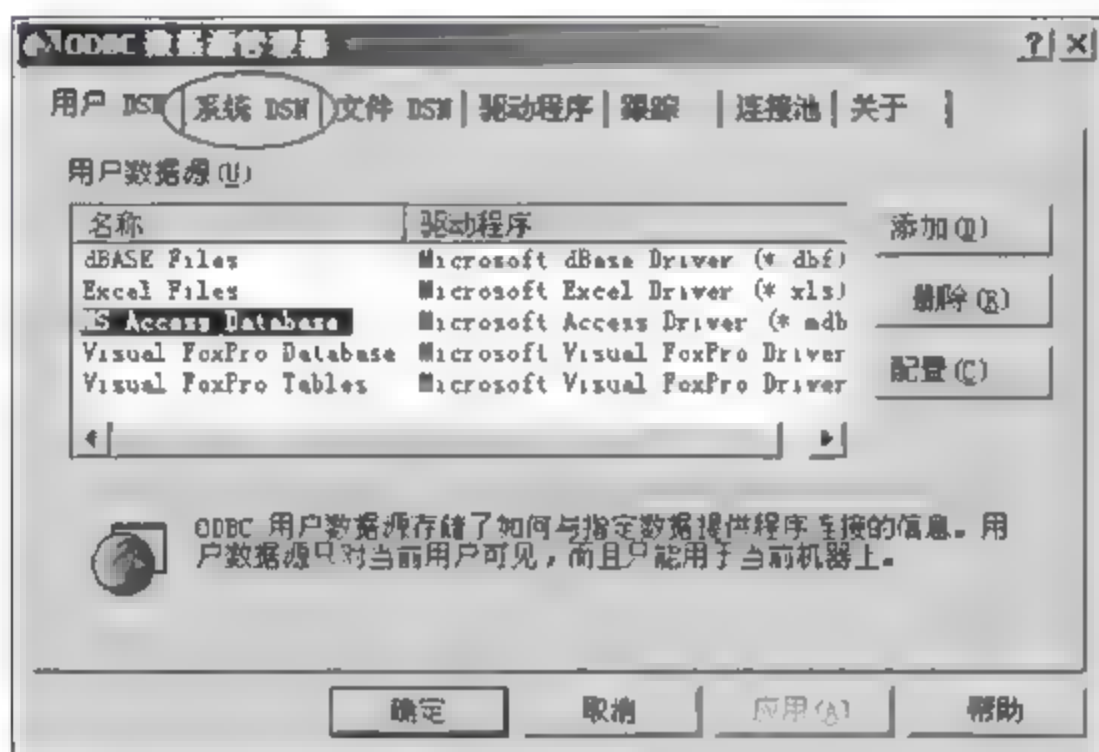 ODBC 数据源管理器
用户 DSN 系统 DSN 文件 DSN 驱动程序 跟踪 连接池 关于
用户数据源(U)
名称 驱动程序 添加(D)
dBASE Files Microsoft dBase Driver (*.dbf)
Excel Files Microsoft Excel Driver (*.xls) 删除(R)
MS Access Database Microsoft Access Driver (*.mdb
Visual FoxPro Database Microsoft Visual FoxPro Driver
Visual FoxPro Tables Microsoft Visual FoxPro Driver 配置(C)
ODBC 用户数据源存储了如何与指定数据提供程序连接的信息。用
户数据源只对当前用户可见，而且只能用于当前机器上。
确定 取消 应用(A) 帮助